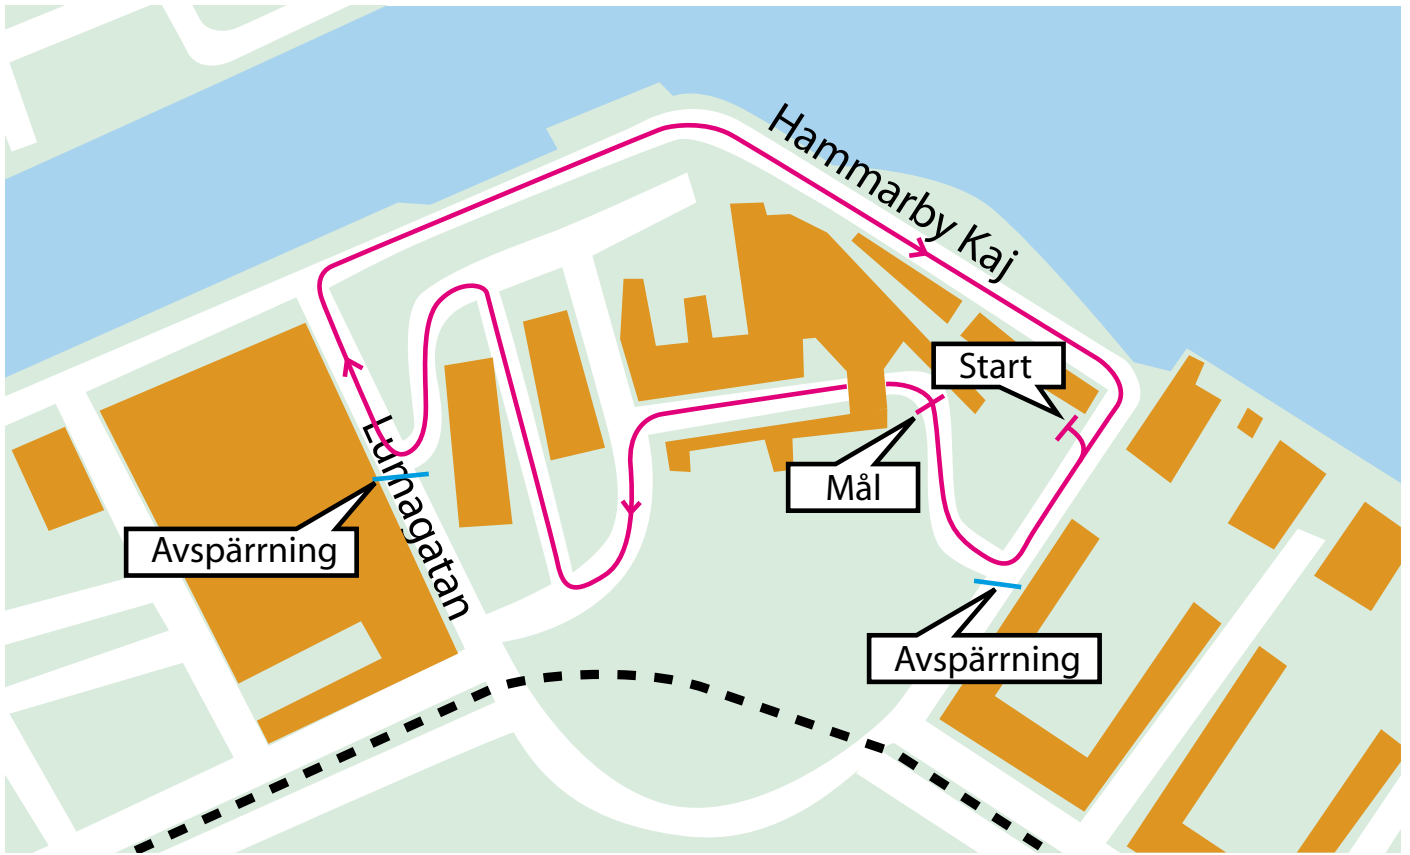 Hammarby Kaj
Start
Lumagatan
Mål
Avspärrning
Avspärrning